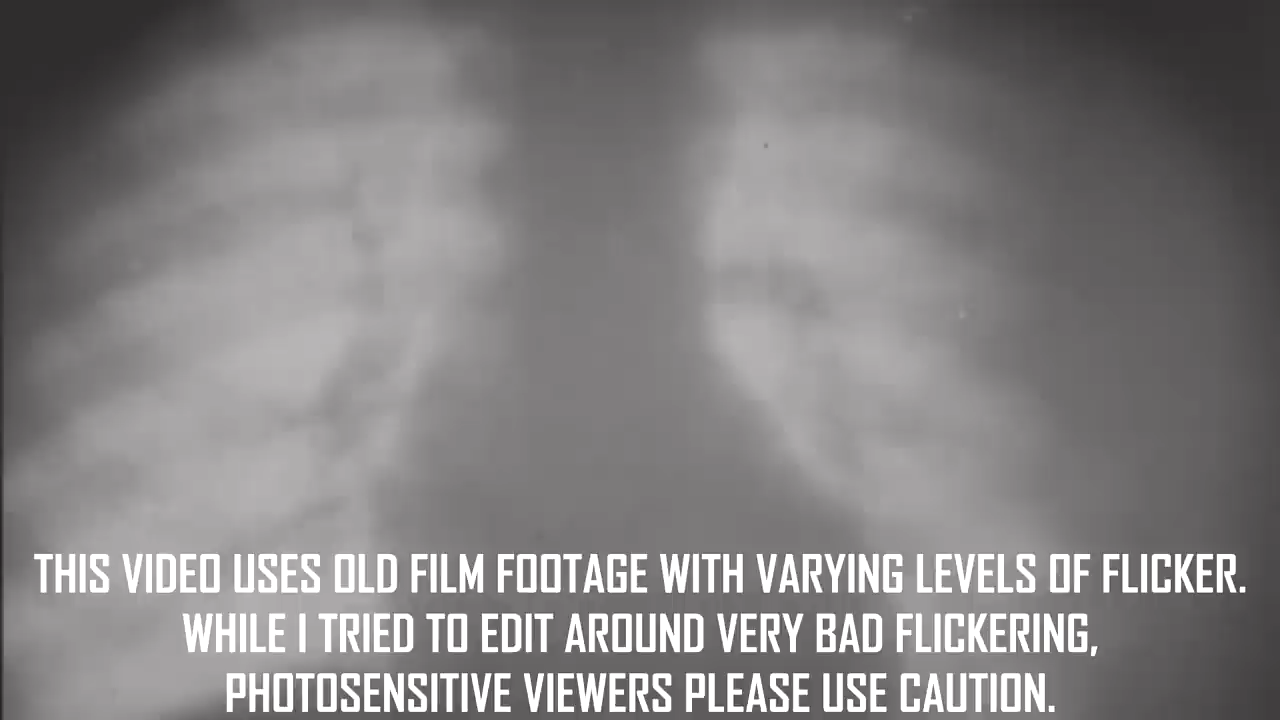 THIS VIDEO USES OLD FILM FOOTAGE WITH VARYING LEVELS OF FLICKER.
WHILE I TRIED TO EDIT AROUND VERY BAD FLICKERING,
PHOTOSENSITIVE VIEWERS PLEASE USE CAUTION.